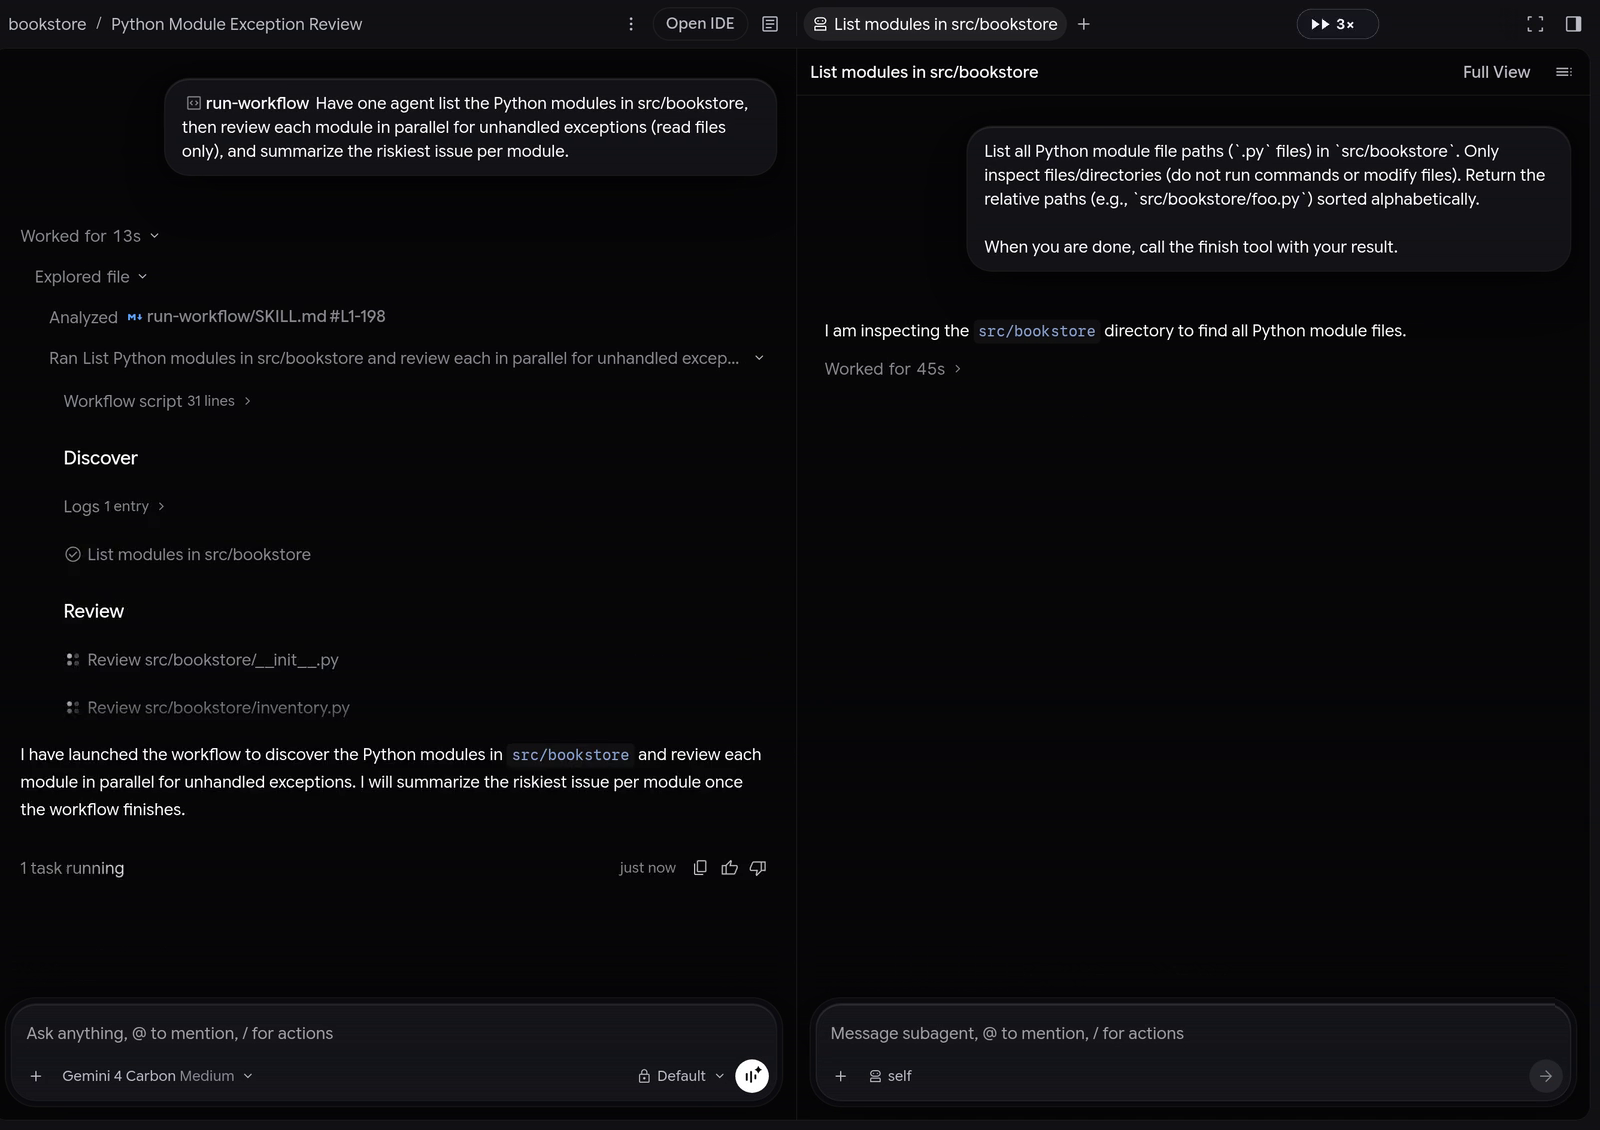 bookstore / Python Module Exception Review
Open IDE
List modules in src/bookstore
3×
run-workflow Have one agent list the Python modules in src/bookstore,
then review each module in parallel for unhandled exceptions (read files
only), and summarize the riskiest issue per module.
Worked for 13s
Explored file
Analyzed run-workflow/SKILL.md #L1-198
Ran List Python modules in src/bookstore and review each in parallel for unhandled excep...
Workflow script 31 lines
Discover
Logs 1 entry
List modules in src/bookstore
Review
Review src/bookstore/__init__.py
Review src/bookstore/inventory.py
I have launched the workflow to discover the Python modules in src/bookstore and review each
module in parallel for unhandled exceptions. I will summarize the riskiest issue per module once
the workflow finishes.
1 task running
just now
Ask anything, @ to mention, / for actions
Gemini 4 Carbon Medium
Default
List modules in src/bookstore
Full View
List all Python module file paths (`.py` files) in `src/bookstore`. Only
inspect files/directories (do not run commands or modify files). Return the
relative paths (e.g., `src/bookstore/foo.py`) sorted alphabetically.
When you are done, call the finish tool with your result.
I am inspecting the src/bookstore directory to find all Python module files.
Worked for 45s
Message subagent, @ to mention, / for actions
self